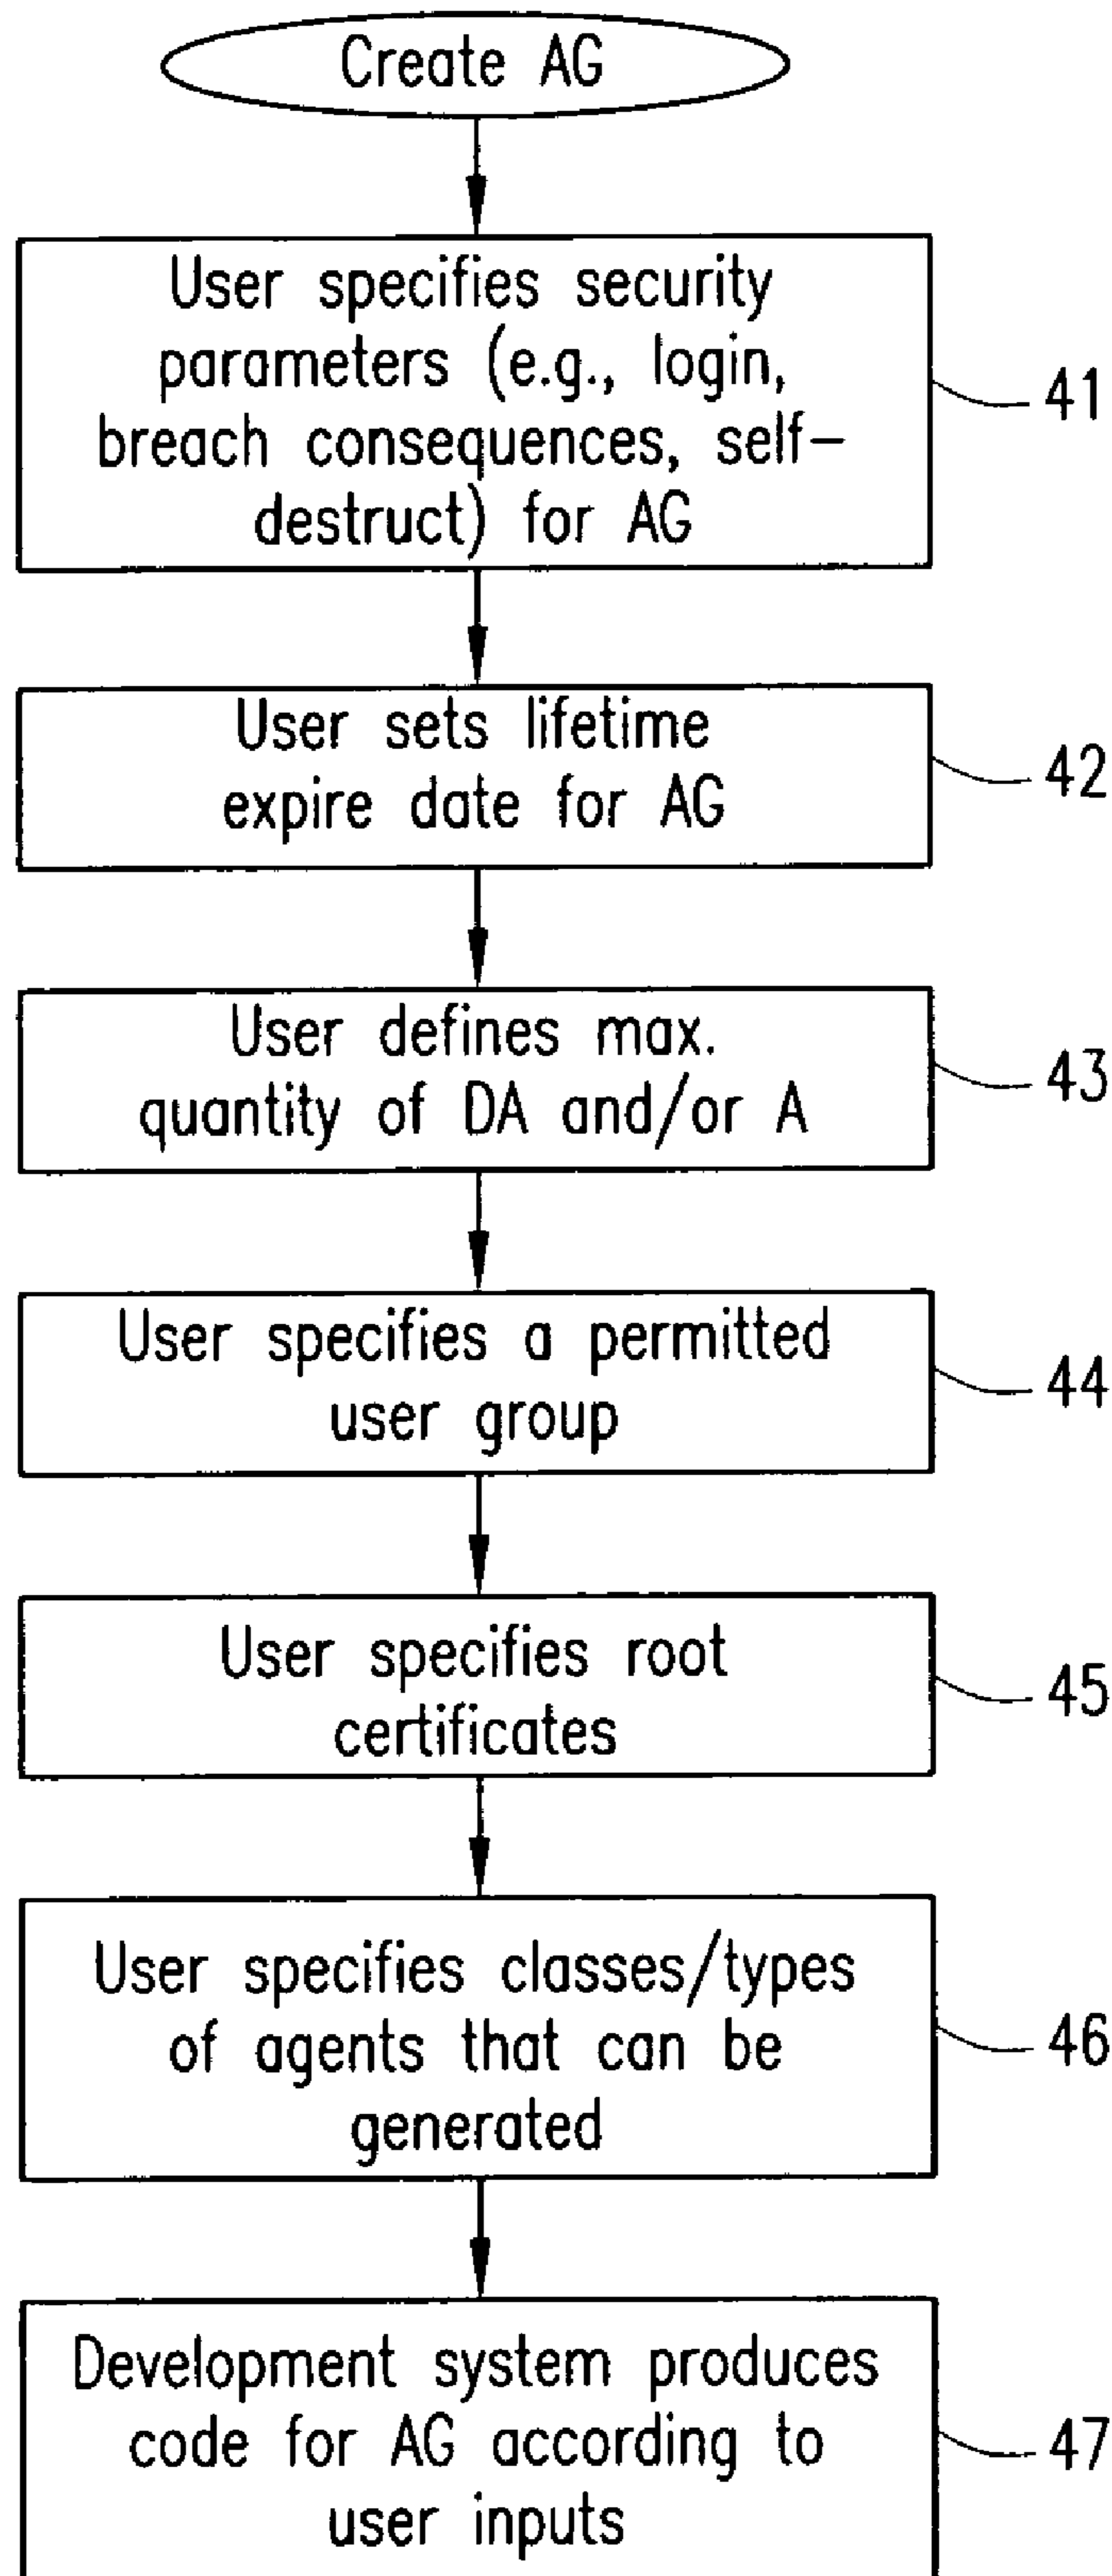 Create AG
User specifies security
parameters (e.g., login,
breach consequences, self-
destruct) for AG
41
User sets lifetime
expire date for AG
42
User defines max.
quantity of DA and/or A
43
User specifies a permitted
user group
44
User specifies root
certificates
45
User specifies classes/types
of agents that can be
generated
46
Development system produces
code for AG according to
user inputs
47